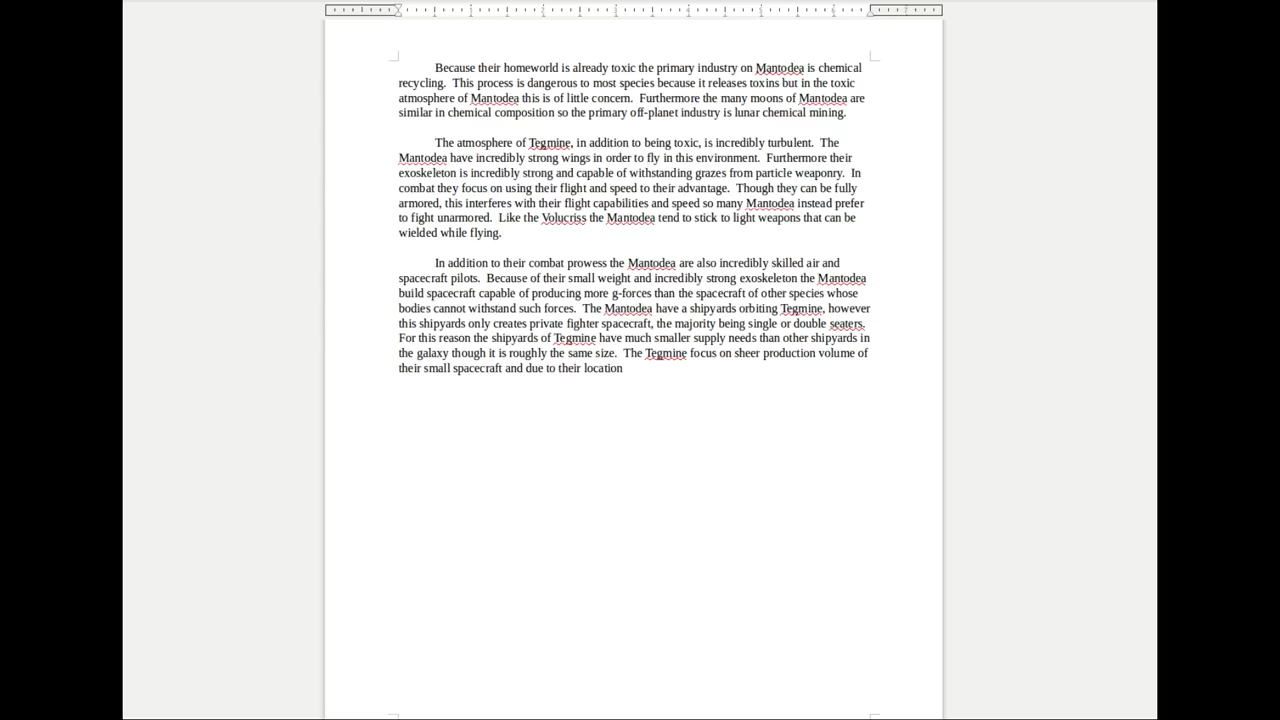 Because their homeworld is already toxic the primary industry on Mantodea is chemical
recycling.  This process is dangerous to most species because it releases toxins but in the toxic
atmosphere of Mantodea this is of little concern.  Furthermore the many moons of Mantodea are
similar in chemical composition so the primary off-planet industry is lunar chemical mining.
The atmosphere of Tegmine, in addition to being toxic, is incredibly turbulent.  The
Mantodea have incredibly strong wings in order to fly in this environment.  Furthermore their
exoskeleton is incredibly strong and capable of withstanding grazes from particle weaponry.  In
combat they focus on using their flight and speed to their advantage.  Though they can be fully
armored, this interferes with their flight capabilities and speed so many Mantodea instead prefer
to fight unarmored.  Like the Volucriss the Mantodea tend to stick to light weapons that can be
wielded while flying.
In addition to their combat prowess the Mantodea are also incredibly skilled air and
spacecraft pilots.  Because of their small weight and incredibly strong exoskeleton the Mantodea
build spacecraft capable of producing more g-forces than the spacecraft of other species whose
bodies cannot withstand such forces.  The Mantodea have a shipyards orbiting Tegmine, however
this shipyards only creates private fighter spacecraft, the majority being single or double seaters.
For this reason the shipyards of Tegmine have much smaller supply needs than other shipyards in
the galaxy though it is roughly the same size.  The Tegmine focus on sheer production volume of
their small spacecraft and due to their location